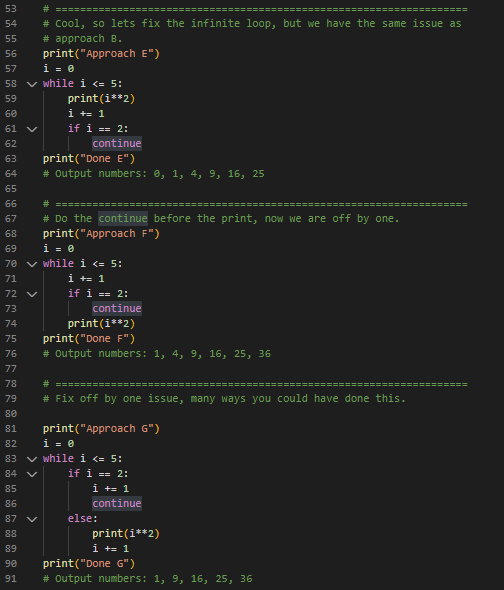 53 # ==================================================================
54 # Cool, so lets fix the infinite loop, but we have the same issue as
55 # approach B.
56 print("Approach E")
57 i = 0
58 while i <= 5:
59     print(i**2)
60     i += 1
61     if i == 2:
62         continue
63 print("Done E")
64 # Output numbers: 0, 1, 4, 9, 16, 25
65
66 # ==================================================================
67 # Do the continue before the print, now we are off by one.
68 print("Approach F")
69 i = 0
70 while i <= 5:
71     i += 1
72     if i == 2:
73         continue
74     print(i**2)
75 print("Done F")
76 # Output numbers: 1, 4, 9, 16, 25, 36
77
78 # ==================================================================
79 # Fix off by one issue, many ways you could have done this.
80
81 print("Approach G")
82 i = 0
83 while i <= 5:
84     if i == 2:
85         i += 1
86         continue
87     else:
88         print(i**2)
89         i += 1
90 print("Done G")
91 # Output numbers: 1, 9, 16, 25, 36